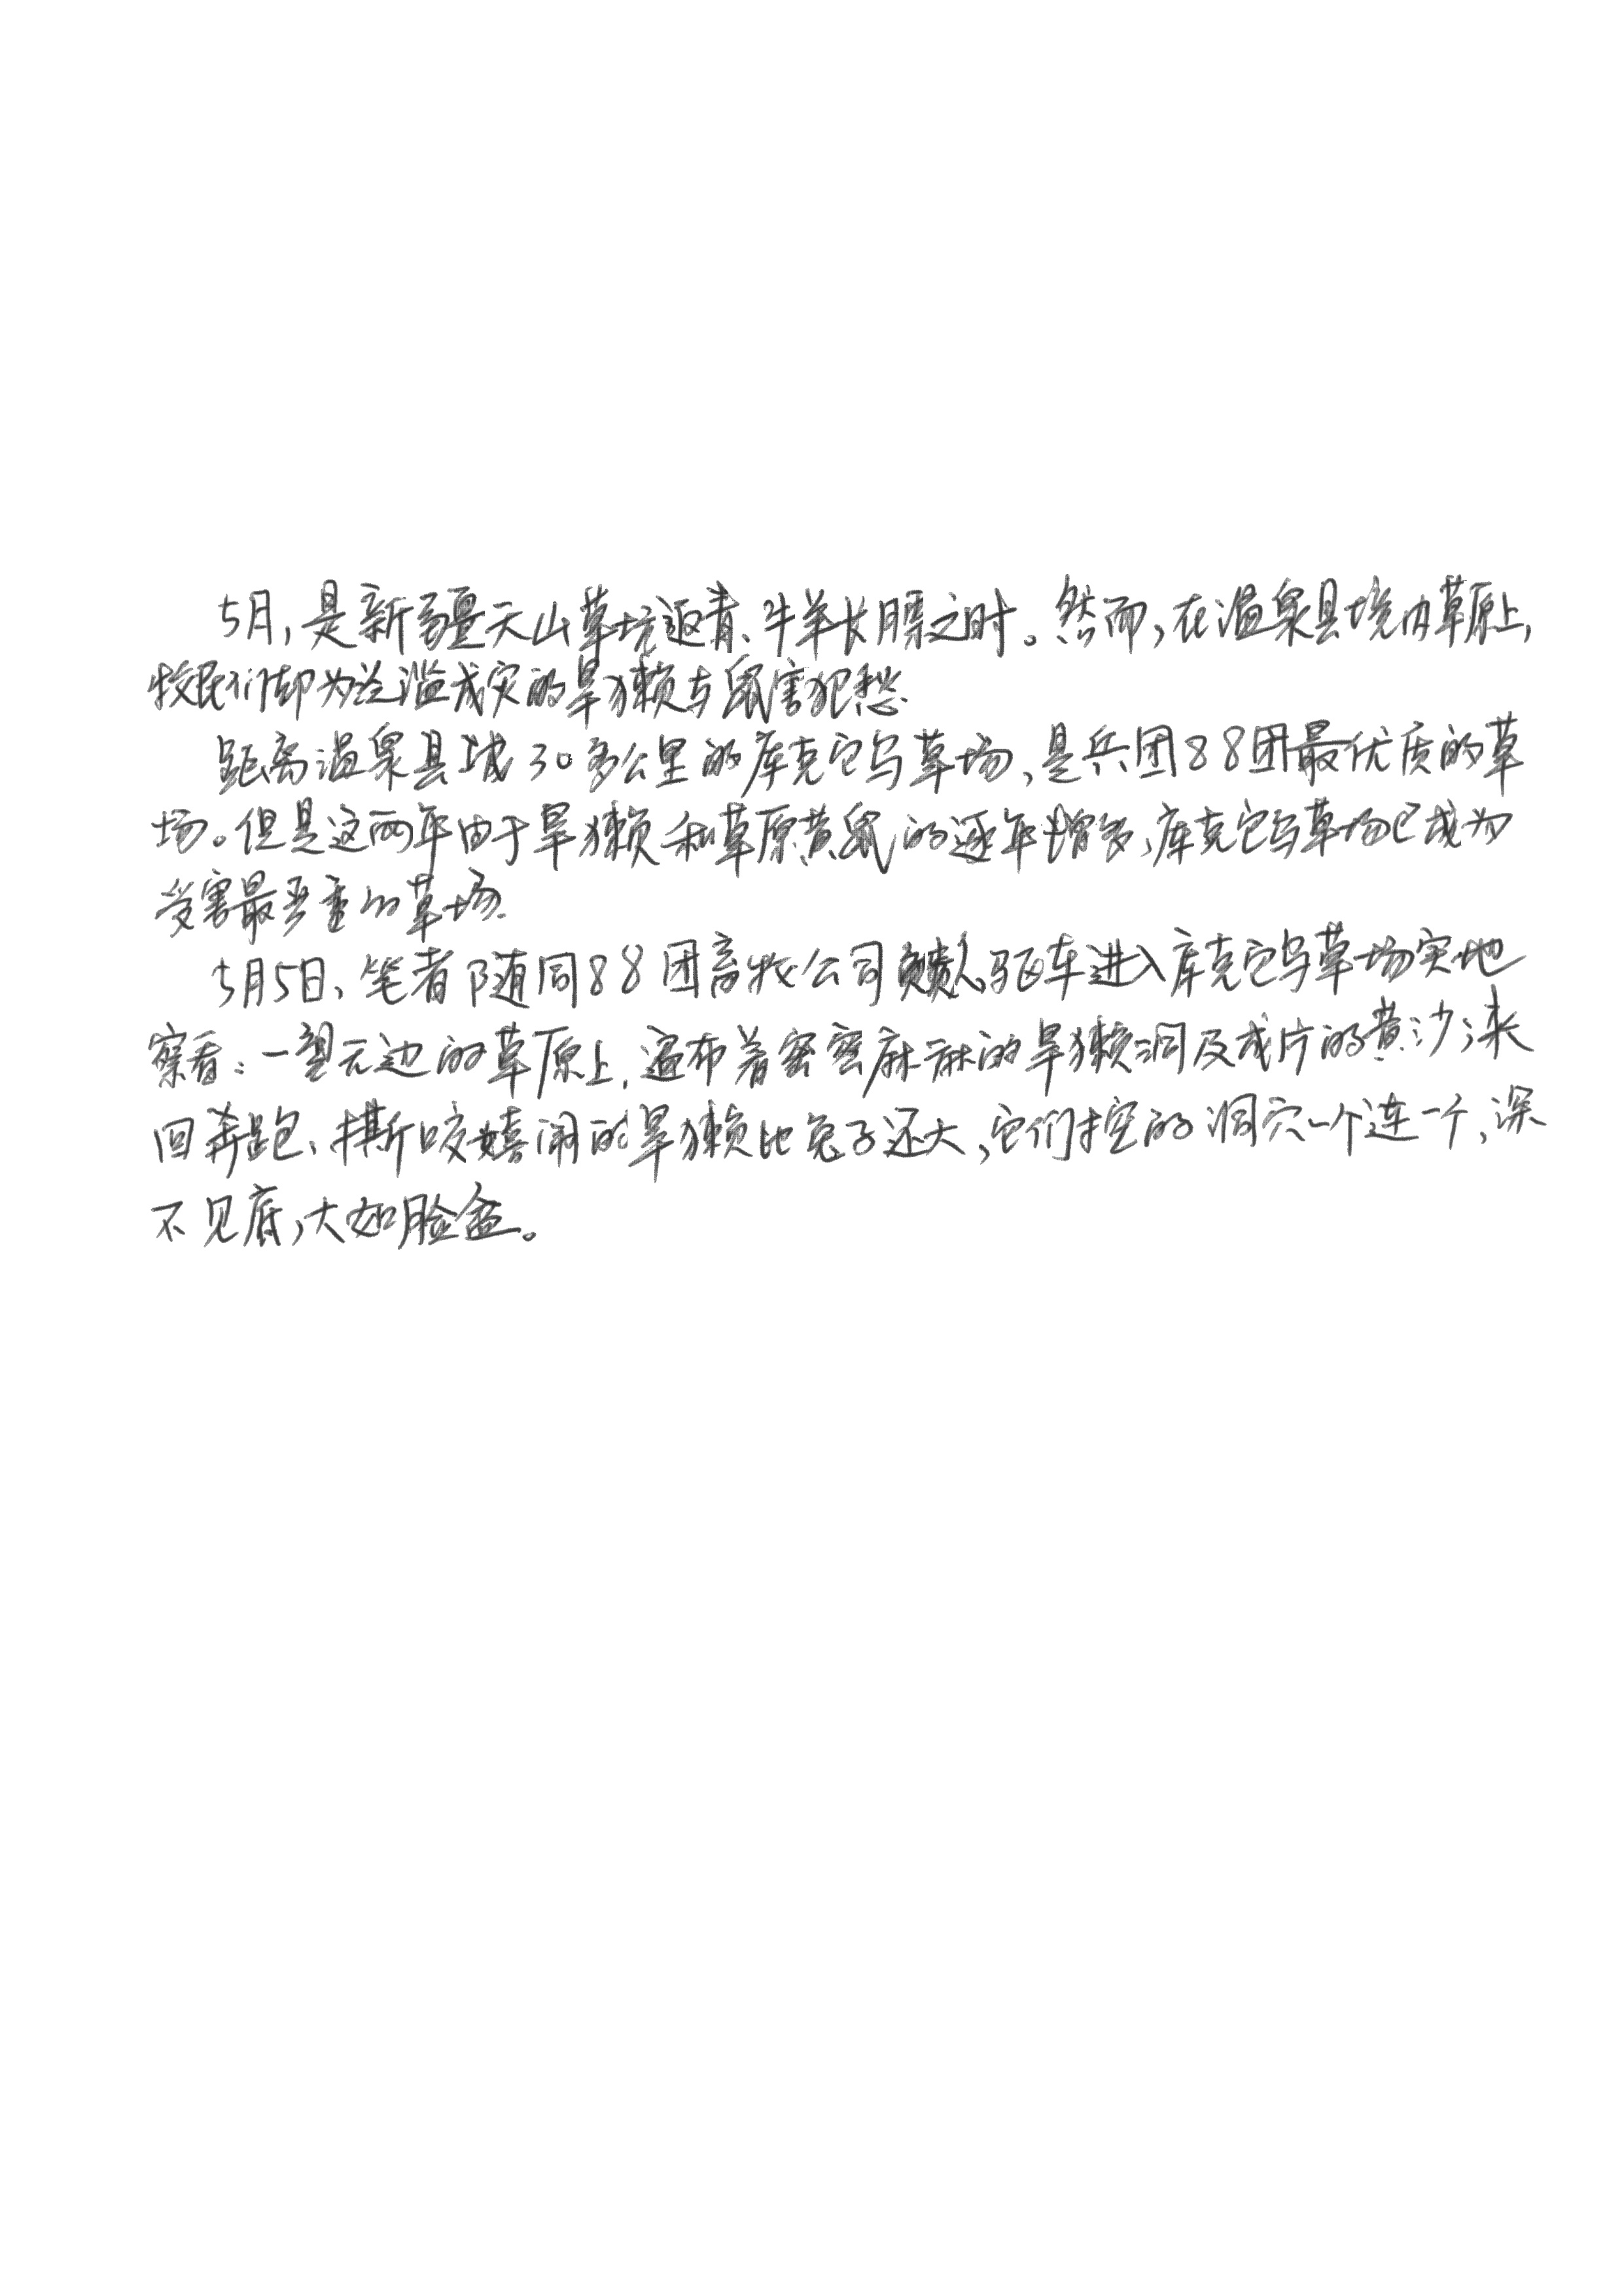 5月,是新疆天山草场返青、牛羊长膘之时。然而,在温泉县境内草原上,
牧民们却为泛滥成灾的旱獭与鼠害犯愁.
距离温泉县城30多公里的库克它乌草场,是兵团88团最优质的草
场。但是这两年由于旱獭和草原黄鼠的逐年增多,库克它乌草场已成为
受害最严重的草场.
5月5日、笔者随同88团畜牧公司负责人驱车进入库克它乌草场实地
察看:一望无边的草原上,遍布着密密麻麻的旱獭洞及成片的黄沙;来
回奔跑、撕咬嬉闹的旱獭比兔子还大,它们挖的洞穴一个连一个,深
不见底,大如脸盆。